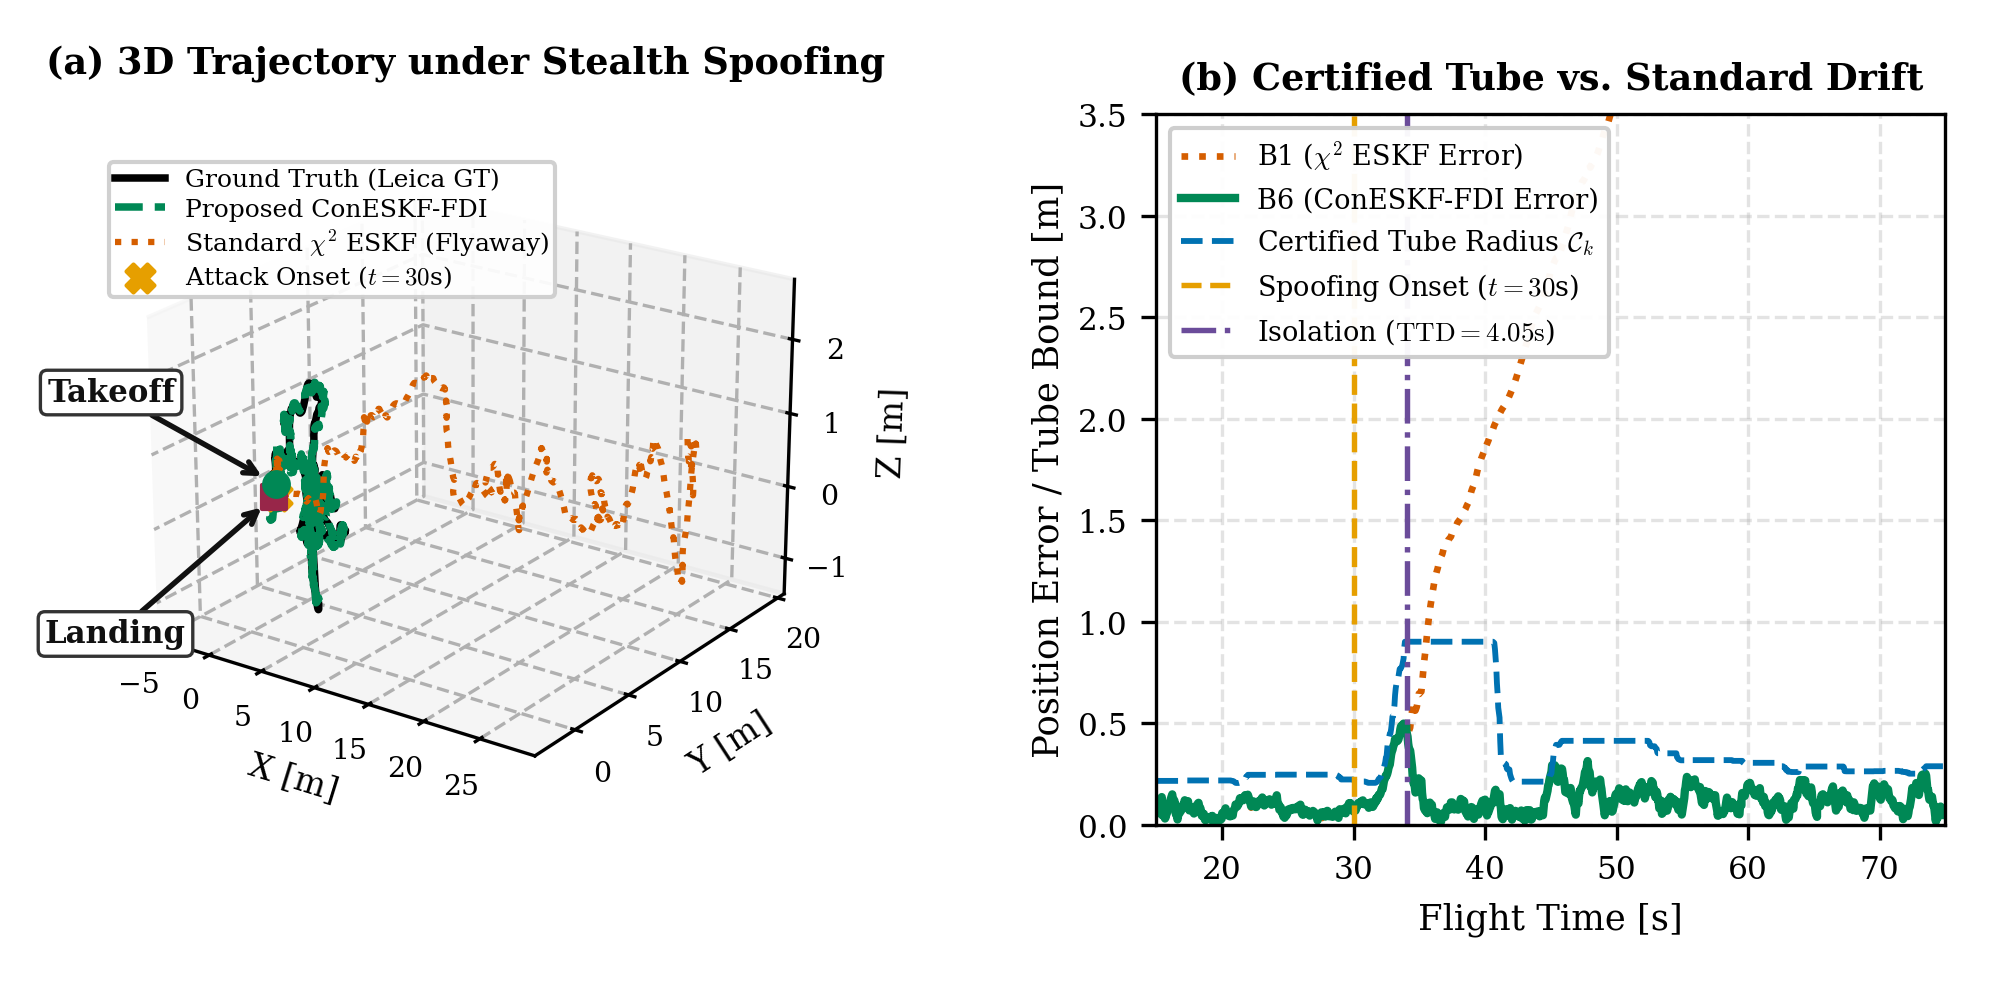 (a) 3D Trajectory under Stealth Spoofing
Ground Truth (Leica GT)
Proposed ConESKF-FDI
Standard χ² ESKF (Flyaway)
Attack Onset (t = 30s)
Takeoff
Landing
−5
0
5
10
15
20
25
X [m]
0
5
10
15
20
Y [m]
2
1
0
−1
Z [m]
(b) Certified Tube vs. Standard Drift
3.5
3.0
2.5
2.0
1.5
1.0
0.5
0.0
Position Error / Tube Bound [m]
B1 (χ² ESKF Error)
B6 (ConESKF-FDI Error)
Certified Tube Radius 𝒞ₖ
Spoofing Onset (t = 30s)
Isolation (TTD = 4.05s)
20
30
40
50
60
70
Flight Time [s]